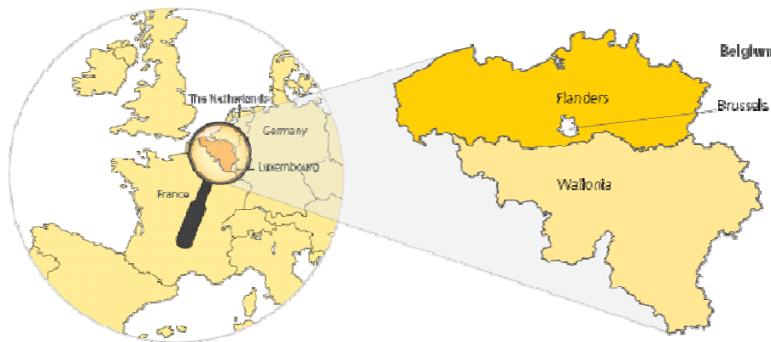 The Netherlands
Germany
Luxembourg
France
Belgium
Flanders
Brussels
Wallonia